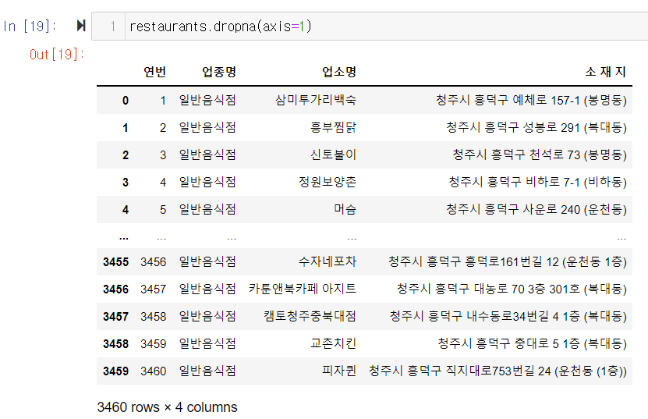 In [19]: 1 restaurants.dropna(axis=1)
Out[19]:
연번 업종명 업소명 소 재 지
0 1 일반음식점 삼미투가리백숙 청주시 흥덕구 예체로 157-1 (봉명동)
1 2 일반음식점 흥부찜닭 청주시 흥덕구 성봉로 291 (복대동)
2 3 일반음식점 신토불이 청주시 흥덕구 천석로 73 (봉명동)
3 4 일반음식점 정원보양존 청주시 흥덕구 비하로 7-1 (비하동)
4 5 일반음식점 머슴 청주시 흥덕구 사운로 240 (운천동)
... ... ... ... ...
3455 3456 일반음식점 수자네포차 청주시 흥덕구 흥덕로161번길 12 (운천동 1층)
3456 3457 일반음식점 카툰앤북카페 아지트 청주시 흥덕구 대농로 70 3층 301호 (복대동)
3457 3458 일반음식점 캠토청주충북대점 청주시 흥덕구 내수동로34번길 4 1층 (복대동)
3458 3459 일반음식점 교촌치킨 청주시 흥덕구 충대로 5 1층 (복대동)
3459 3460 일반음식점 피자퀸 청주시 흥덕구 직지대로753번길 24 (운천동 (1층))
3460 rows × 4 columns